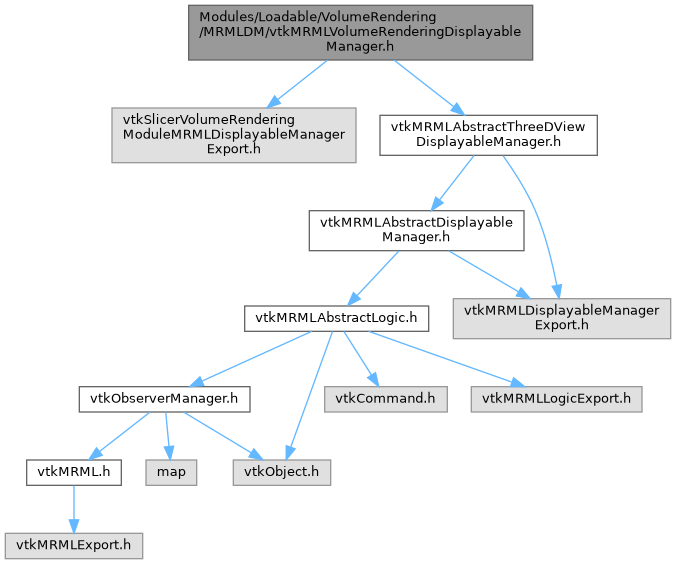 Modules/Loadable/VolumeRendering
/MRMLDM/vtkMRMLVolumeRenderingDisplayable
Manager.h
vtkSlicerVolumeRendering
ModuleMRMLDisplayableManager
Export.h
vtkMRMLAbstractThreeDView
DisplayableManager.h
vtkMRMLAbstractDisplayable
Manager.h
vtkMRMLDisplayableManager
Export.h
vtkMRMLAbstractLogic.h
vtkObserverManager.h
vtkCommand.h
vtkMRMLLogicExport.h
vtkMRML.h
map
vtkObject.h
vtkMRMLExport.h